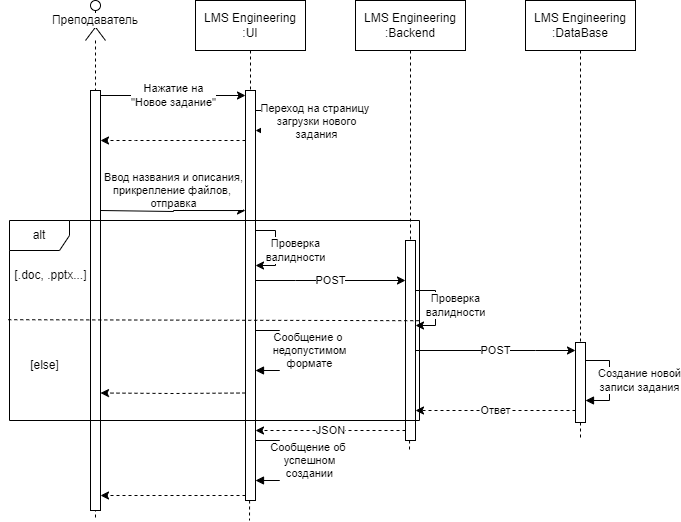 Преподаватель
LMS Engineering
:UI
LMS Engineering
:Backend
LMS Engineering
:DataBase
Нажатие на
"Новое задание"
Переход на страницу
загрузки нового
задания
Ввод названия и описания,
прикрепление файлов,
отправка
alt
[.doc, .pptx...]
Проверка
валидности
POST
Проверка
валидности
[else]
Сообщение о
недопустимом
формате
POST
Создание новой
записи задания
Ответ
JSON
Сообщение об
успешном
создании